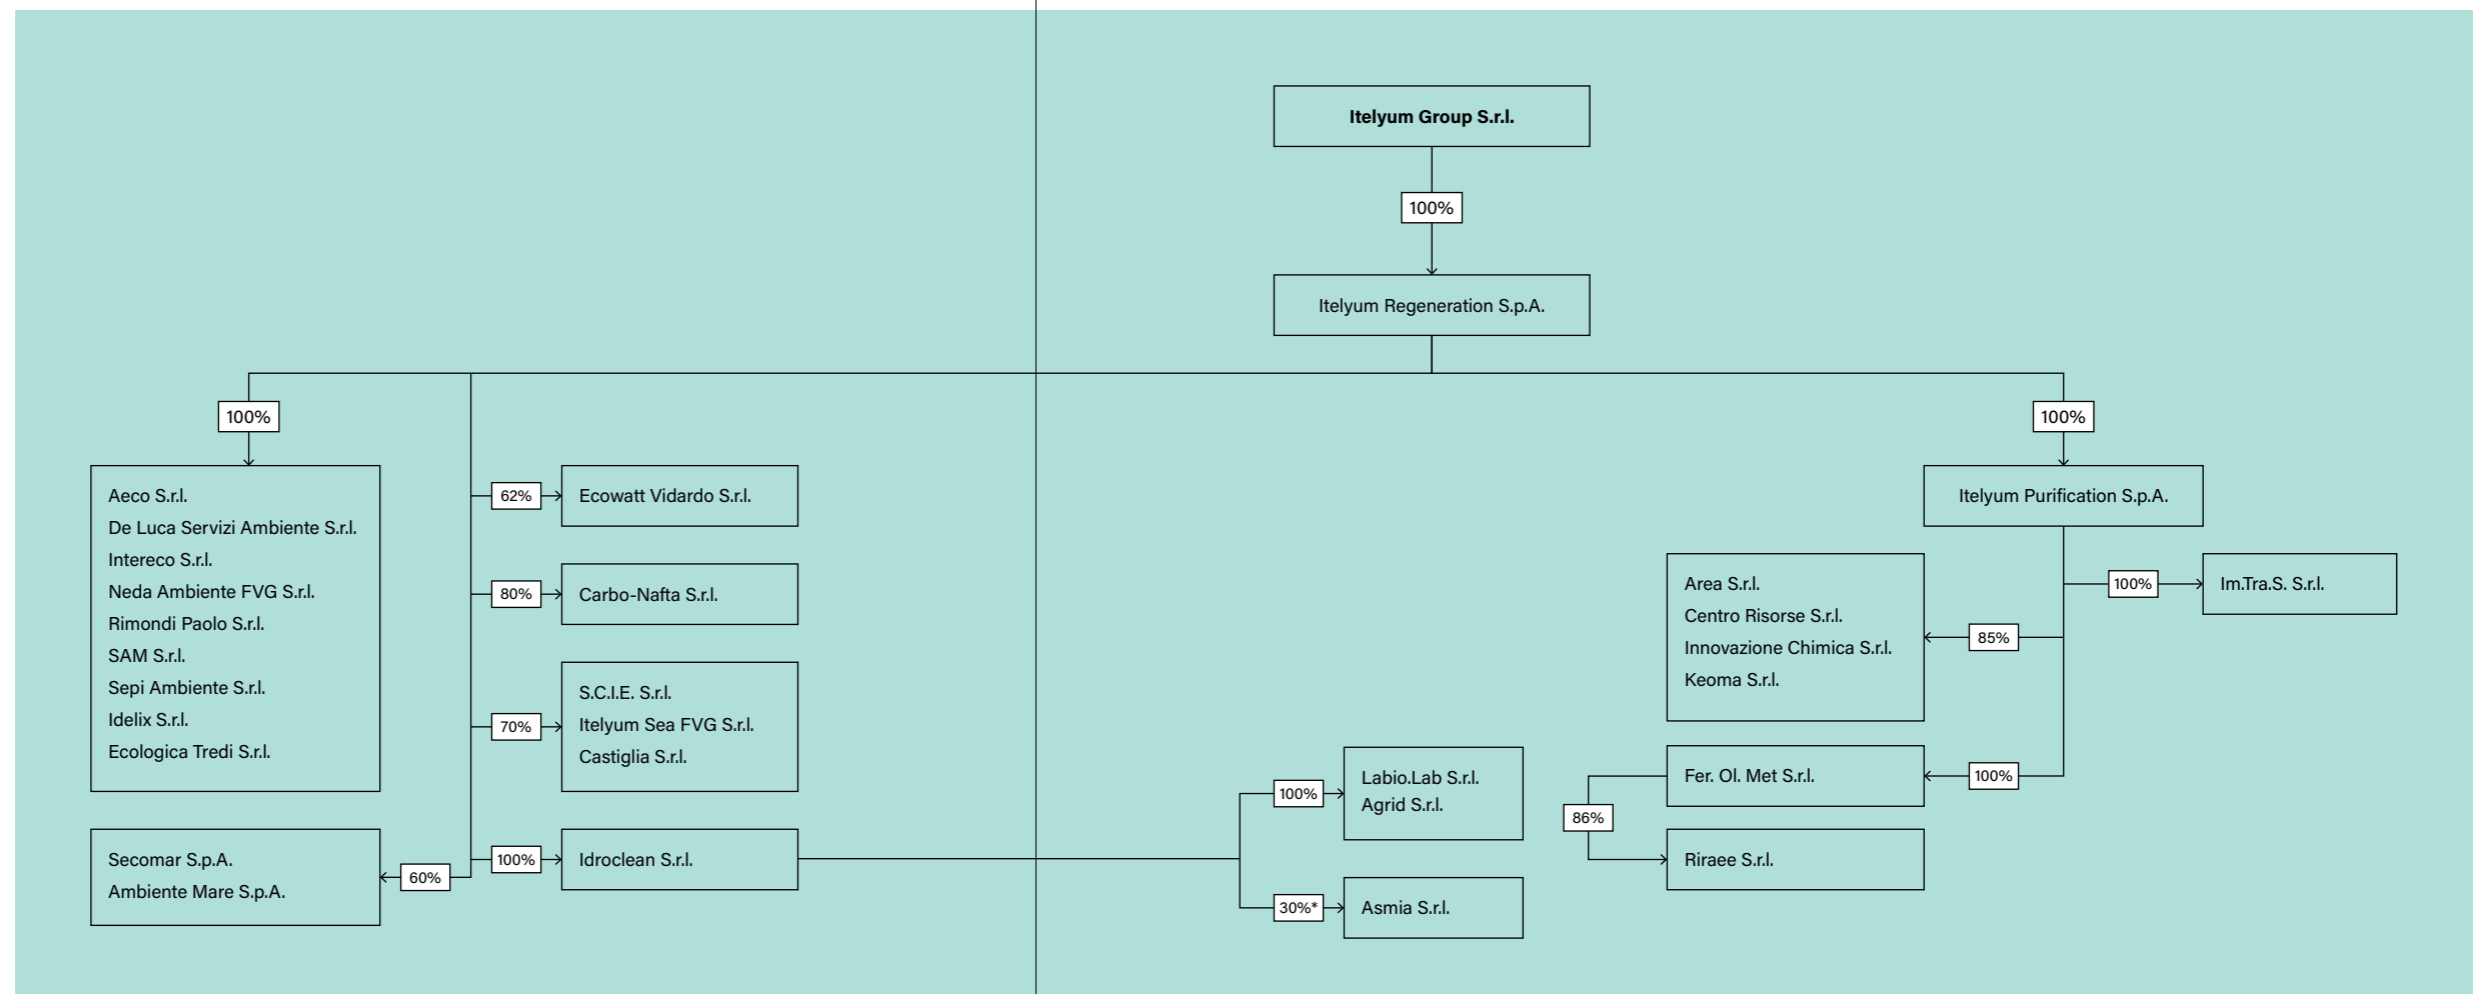 Itelyum Group S.r.l.
100%
Itelyum Regeneration S.p.A.
100%
Aeco S.r.l.
De Luca Servizi Ambiente S.r.l.
Intereco S.r.l.
Neda Ambiente FVG S.r.l.
Rimondi Paolo S.r.l.
SAM S.r.l.
Sepi Ambiente S.r.l.
Idelix S.r.l.
Ecologica Tredi S.r.l.
62%
Ecowatt Vidardo S.r.l.
80%
Carbo-Nafta S.r.l.
70%
S.C.I.E. S.r.l.
Itelyum Sea FVG S.r.l.
Castiglia S.r.l.
60%
Secomar S.p.A.
Ambiente Mare S.p.A.
100%
Idroclean S.r.l.
100%
Labio.Lab S.r.l.
Agrid S.r.l.
30%*
Asmia S.r.l.
100%
Itelyum Purification S.p.A.
100%
Im.Tra.S. S.r.l.
85%
Area S.r.l.
Centro Risorse S.r.l.
Innovazione Chimica S.r.l.
Keoma S.r.l.
100%
Fer. Ol. Met S.r.l.
86%
Riraee S.r.l.